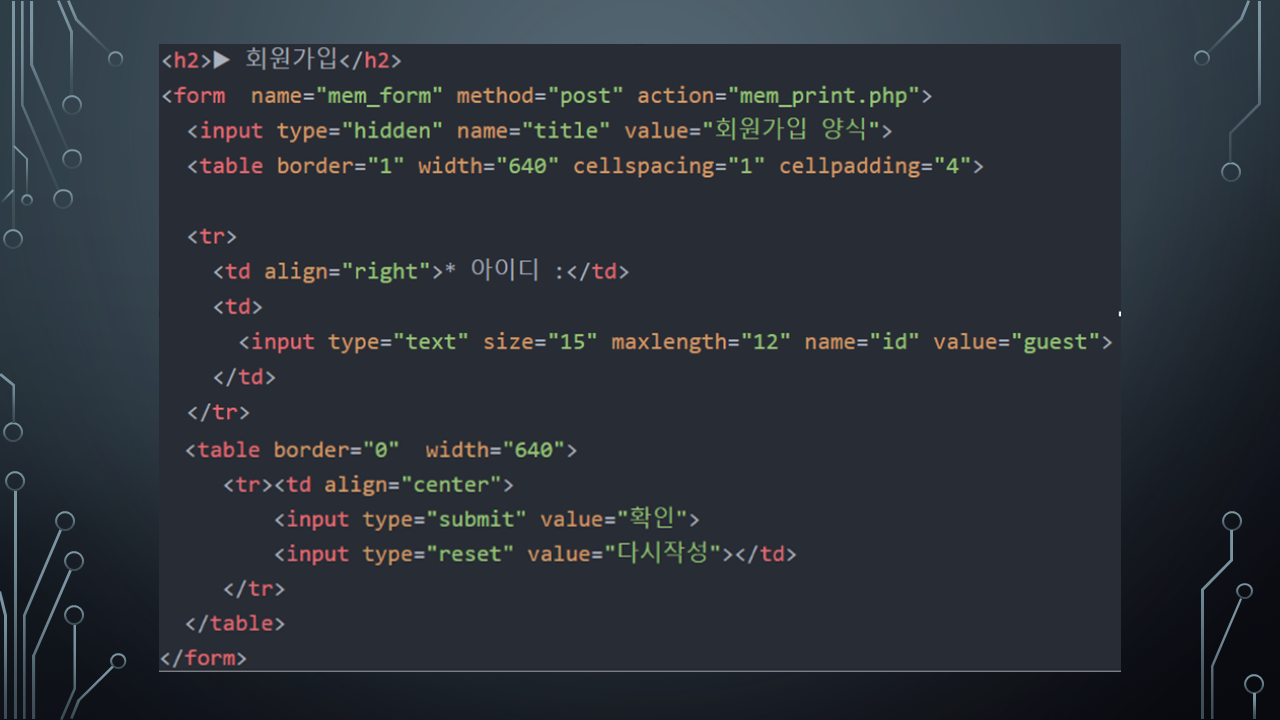 <h2>▶ 회원가입</h2>
<form  name="mem_form" method="post" action="mem_print.php">
<input type="hidden" name="title" value="회원가입 양식">
<table border="1" width="640" cellspacing="1" cellpadding="4">
<tr>
<td align="right">* 아이디 :</td>
<td>
<input type="text" size="15" maxlength="12" name="id" value="guest">
</td>
</tr>
<table border="0"  width="640">
<tr><td align="center">
<input type="submit" value="확인">
<input type="reset" value="다시작성"></td>
</tr>
</table>
</form>